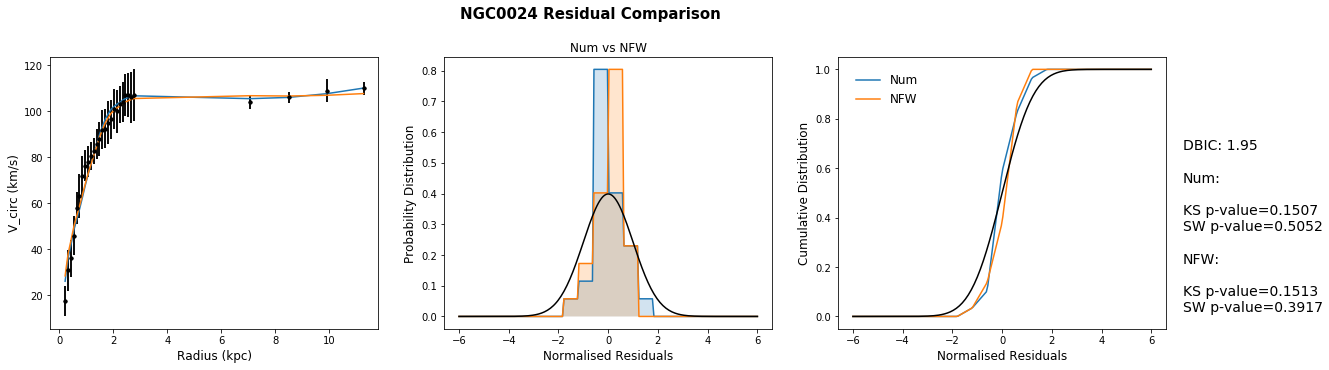 NGC0024 Residual Comparison
V_circ (km/s)
120
100
80
60
40
20
0
2
4
6
8
10
Radius (kpc)
Num vs NFW
Probability Distribution
0.8
0.7
0.6
0.5
0.4
0.3
0.2
0.1
0.0
−6
−4
−2
0
2
4
6
Normalised Residuals
Cumulative Distribution
1.0
0.8
0.6
0.4
0.2
0.0
Num
NFW
−6
−4
−2
0
2
4
6
Normalised Residuals
DBIC: 1.95
Num:
KS p-value=0.1507
SW p-value=0.5052
NFW:
KS p-value=0.1513
SW p-value=0.3917